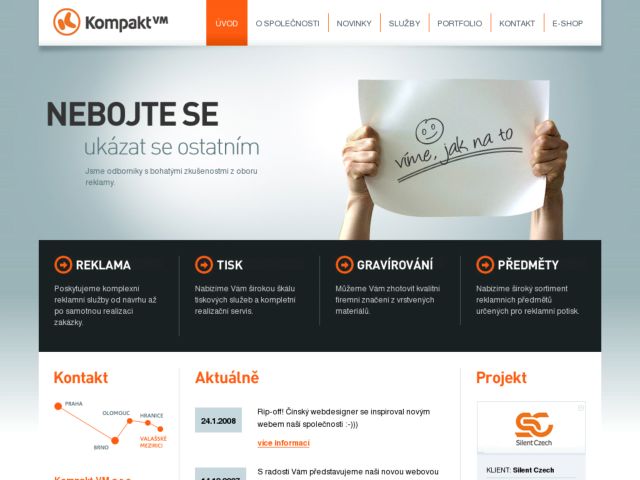 Kompakt VM
ÚVOD
O SPOLEČNOSTI
NOVINKY
SLUŽBY
PORTFOLIO
KONTAKT
E-SHOP
NEBOJTE SE
ukázat se ostatním
Jsme odborníky s bohatými zkušenostmi z oboru
reklamy.
víme, jak na to
REKLAMA
Poskytujeme komplexní
reklamní služby od návrhu až
po samotnou realizaci
zakázky.
TISK
Nabízíme Vám širokou škálu
tiskových služeb a kompletní
realizační servis.
GRAVÍROVÁNÍ
Můžeme Vám zhotovit kvalitní
firemní značení z vrstvených
materiálů.
PŘEDMĚTY
Nabízíme široký sortiment
reklamních předmětů
určených pro reklamní potisk.
Kontakt
PRAHA
OLOMOUC
HRANICE
BRNO
VALAŠSKÉ
MEZIŘÍČÍ
Aktuálně
24.1.2008
Rip-off! Čínský webdesigner se inspiroval novým
webem naší společnosti :-)))
více informací
S radostí Vám představujeme naši novou webovou
Projekt
Silent Czech
KLIENT: Silent Czech